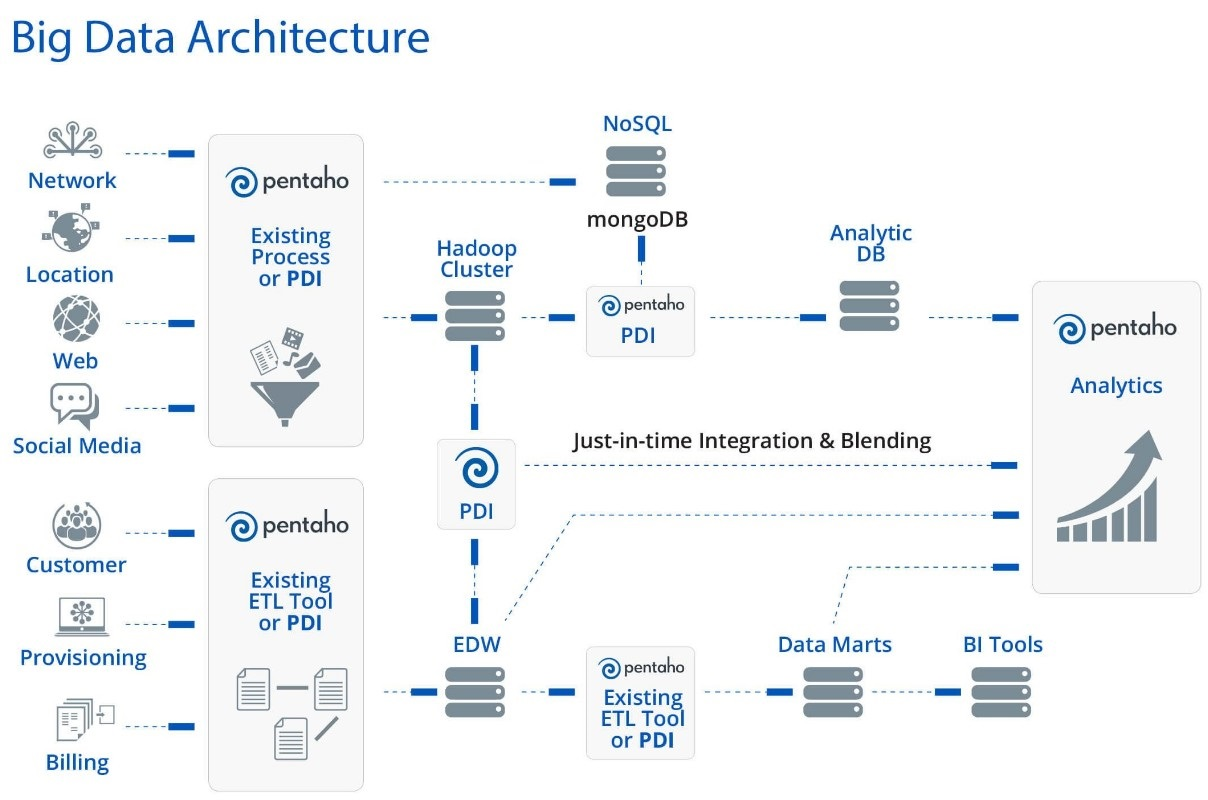 Big Data Architecture
Network
Location
Web
Social Media
Customer
Provisioning
Billing
pentaho
Existing
Process
or PDI
pentaho
Existing
ETL Tool
or PDI
Hadoop
Cluster
PDI
EDW
NoSQL
mongoDB
pentaho
PDI
Analytic
DB
Just-in-time Integration & Blending
pentaho
Existing
ETL Tool
or PDI
Data Marts
BI Tools
pentaho
Analytics